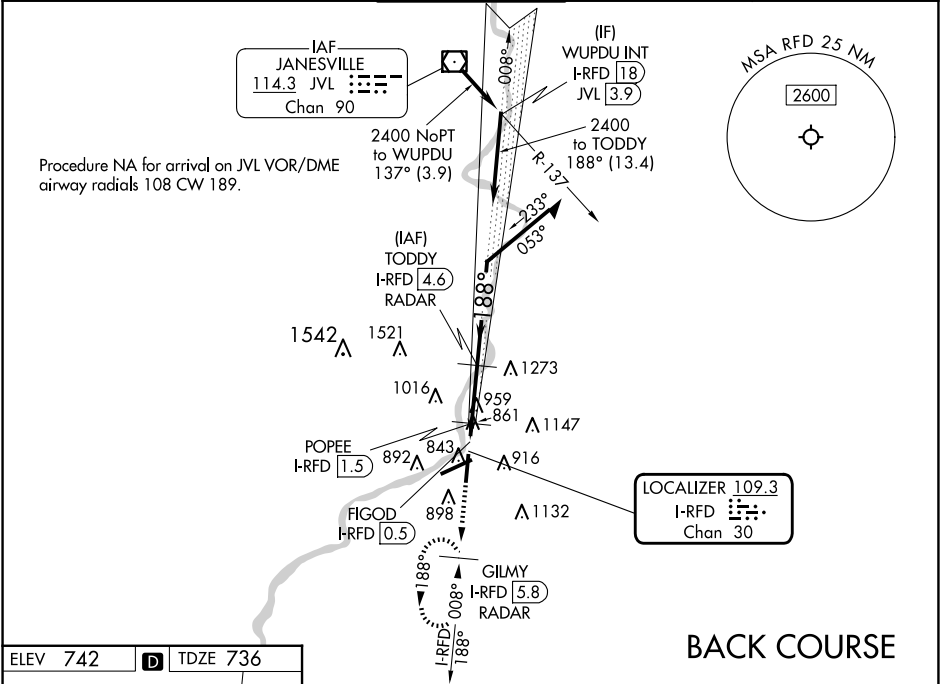 IAF
JANESVILLE
114.3 JVL
Chan 90
(IF)
WUPDU INT
I-RFD 18
JVL 3.9
MSA RFD 25 NM
2600
008°
2400 NoPT
to WUPDU
137° (3.9)
2400
to TODDY
188° (13.4)
R-137
Procedure NA for arrival on JVL VOR/DME
airway radials 108 CW 189.
233°
053°
(IAF)
TODDY
I-RFD 4.6
RADAR
188°
1542
1521
1273
1016
959
861
1147
POPEE
I-RFD 1.5
892
843
916
LOCALIZER 109.3
I-RFD
Chan 30
FIGOD
I-RFD 0.5
898
1132
188°
GILMY
I-RFD 5.8
RADAR
008°
I-RFD
188°
BACK COURSE
ELEV 742 D TDZE 736